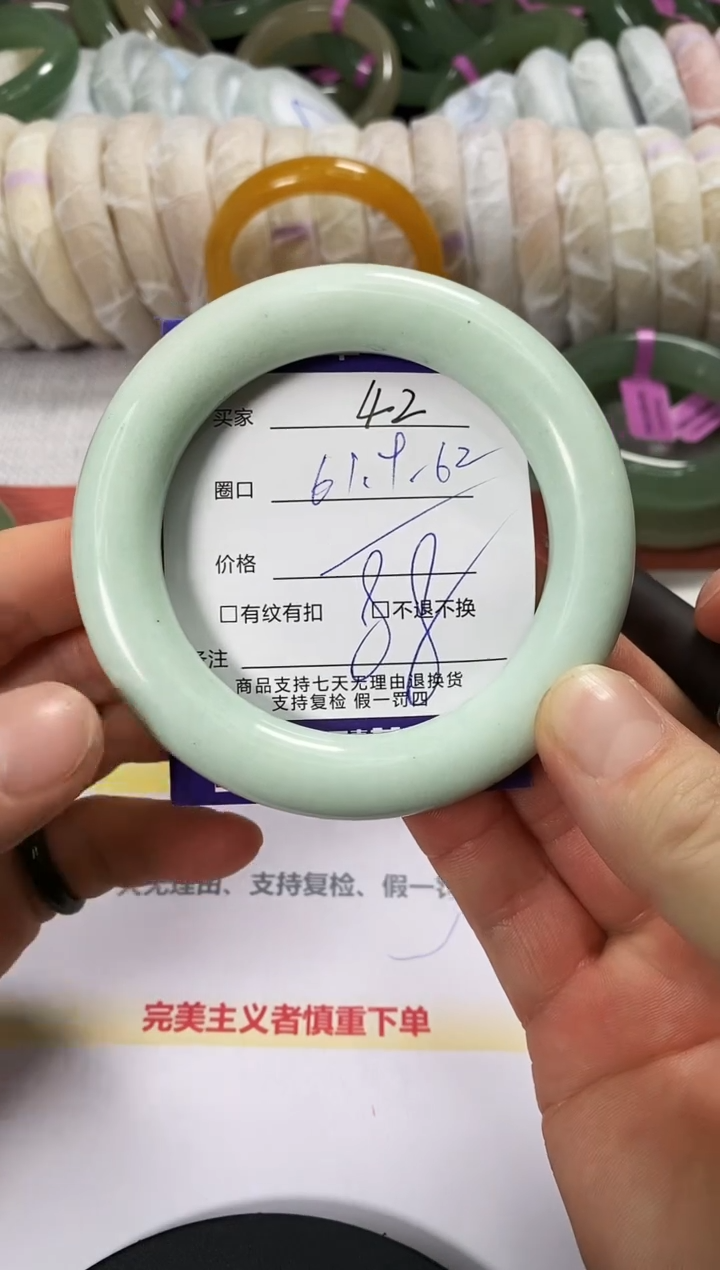 买家 42
圈口 61.9.62
价格 88
□有纹有扣 □不退不换
注
商品支持七天无理由退换货
支持复检 假一罚四
无理由、支持复检、假一
完美主义者慎重下单